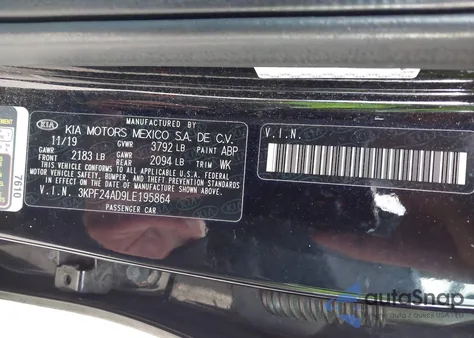 MANUFACTURED BY
KIA KIA MOTORS MEXICO S.A. DE C.V.
11/19 GVWR 3792 LB PAINT ABP
GAWR FRONT 2183 LB GAWR REAR 2094 LB TRIM WK
THIS VEHICLE CONFORMS TO ALL APPLICABLE FEDERAL
MOTOR VEHICLE SAFETY, BUMPER, AND THEFT PREVENTION
STANDARDS IN EFFECT ON THE DATE OF MANUFACTURE SHOWN ABOVE.
V.I.N. 3KPF24AD9LE195864
PASSENGER CAR
V.I.N.
7610
autoSnap